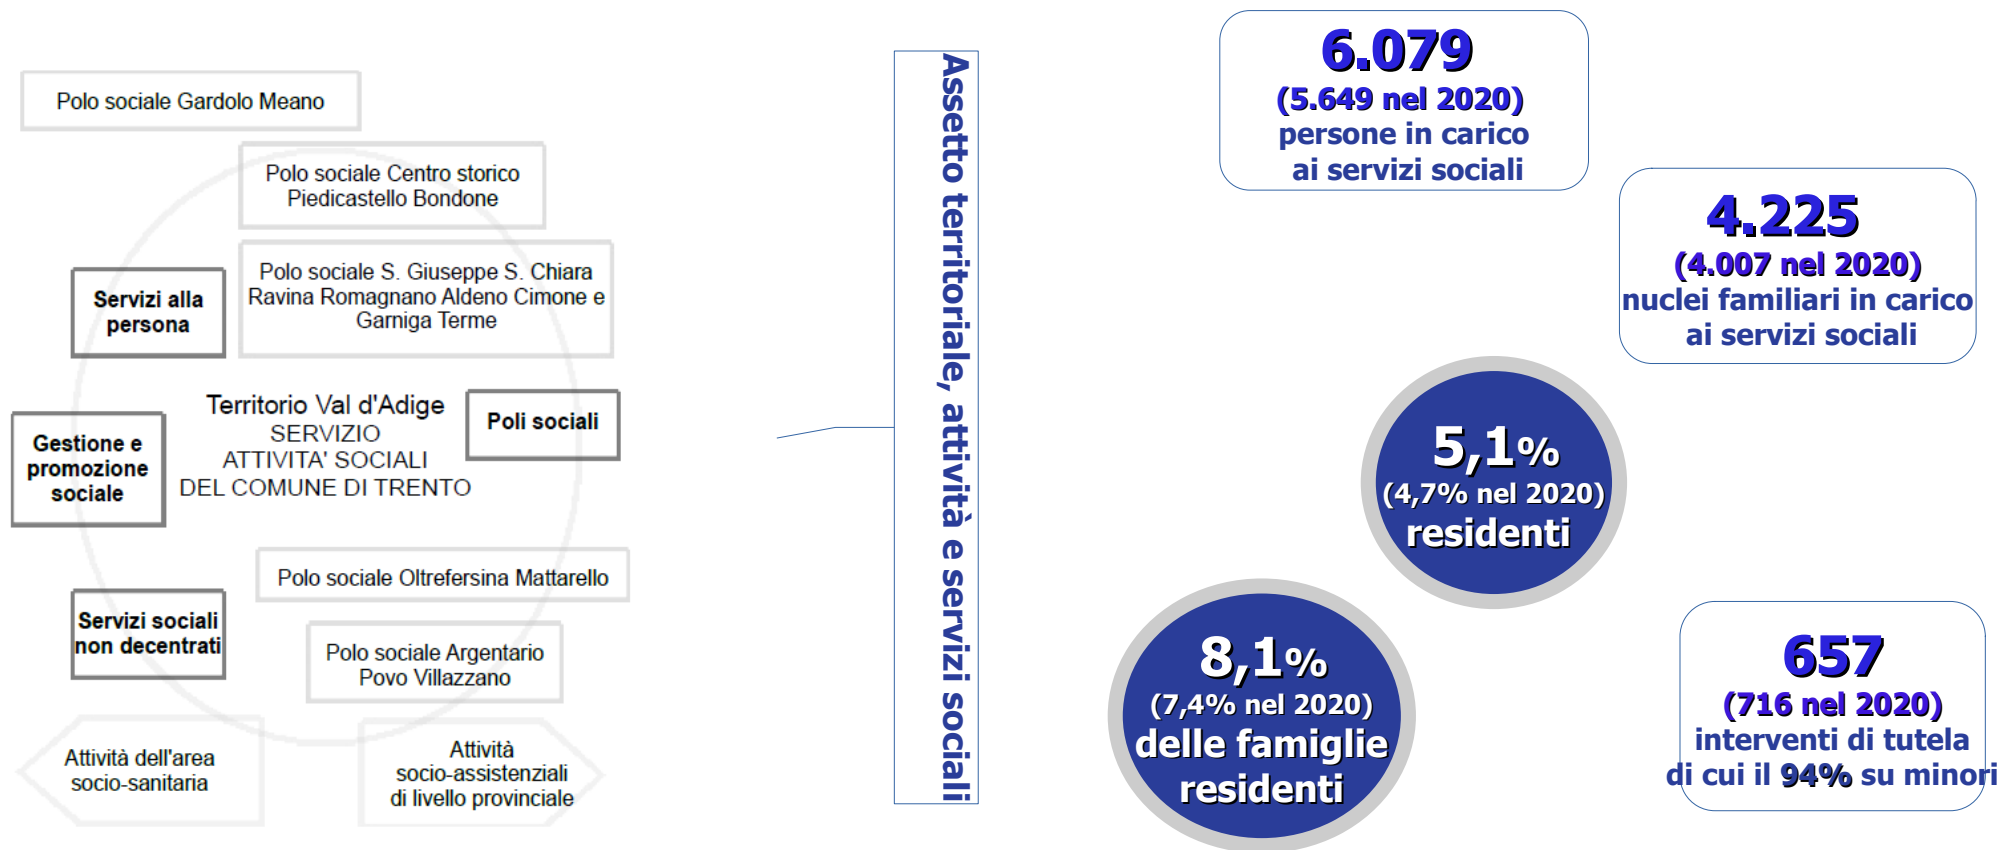 Polo sociale Gardolo Meano
Polo sociale Centro storico
Piedicastello Bondone
Polo sociale S. Giuseppe S. Chiara
Ravina Romagnano Aldeno Cimone e
Garniga Terme
Servizi alla
persona
Territorio Val d'Adige
SERVIZIO
ATTIVITA' SOCIALI
DEL COMUNE DI TRENTO
Poli sociali
Gestione e
promozione
sociale
Polo sociale Oltrefersina Mattarello
Servizi sociali
non decentrati
Polo sociale Argentario
Povo Villazzano
Attività dell'area
socio-sanitaria
Attività
socio-assistenziali
di livello provinciale
Assetto territoriale, attività e servizi sociali
6.079
(5.649 nel 2020)
persone in carico
ai servizi sociali
4.225
(4.007 nel 2020)
nuclei familiari in carico
ai servizi sociali
5,1%
(4,7% nel 2020)
residenti
8,1%
(7,4% nel 2020)
delle famiglie
residenti
657
(716 nel 2020)
interventi di tutela
di cui il 94% su minori